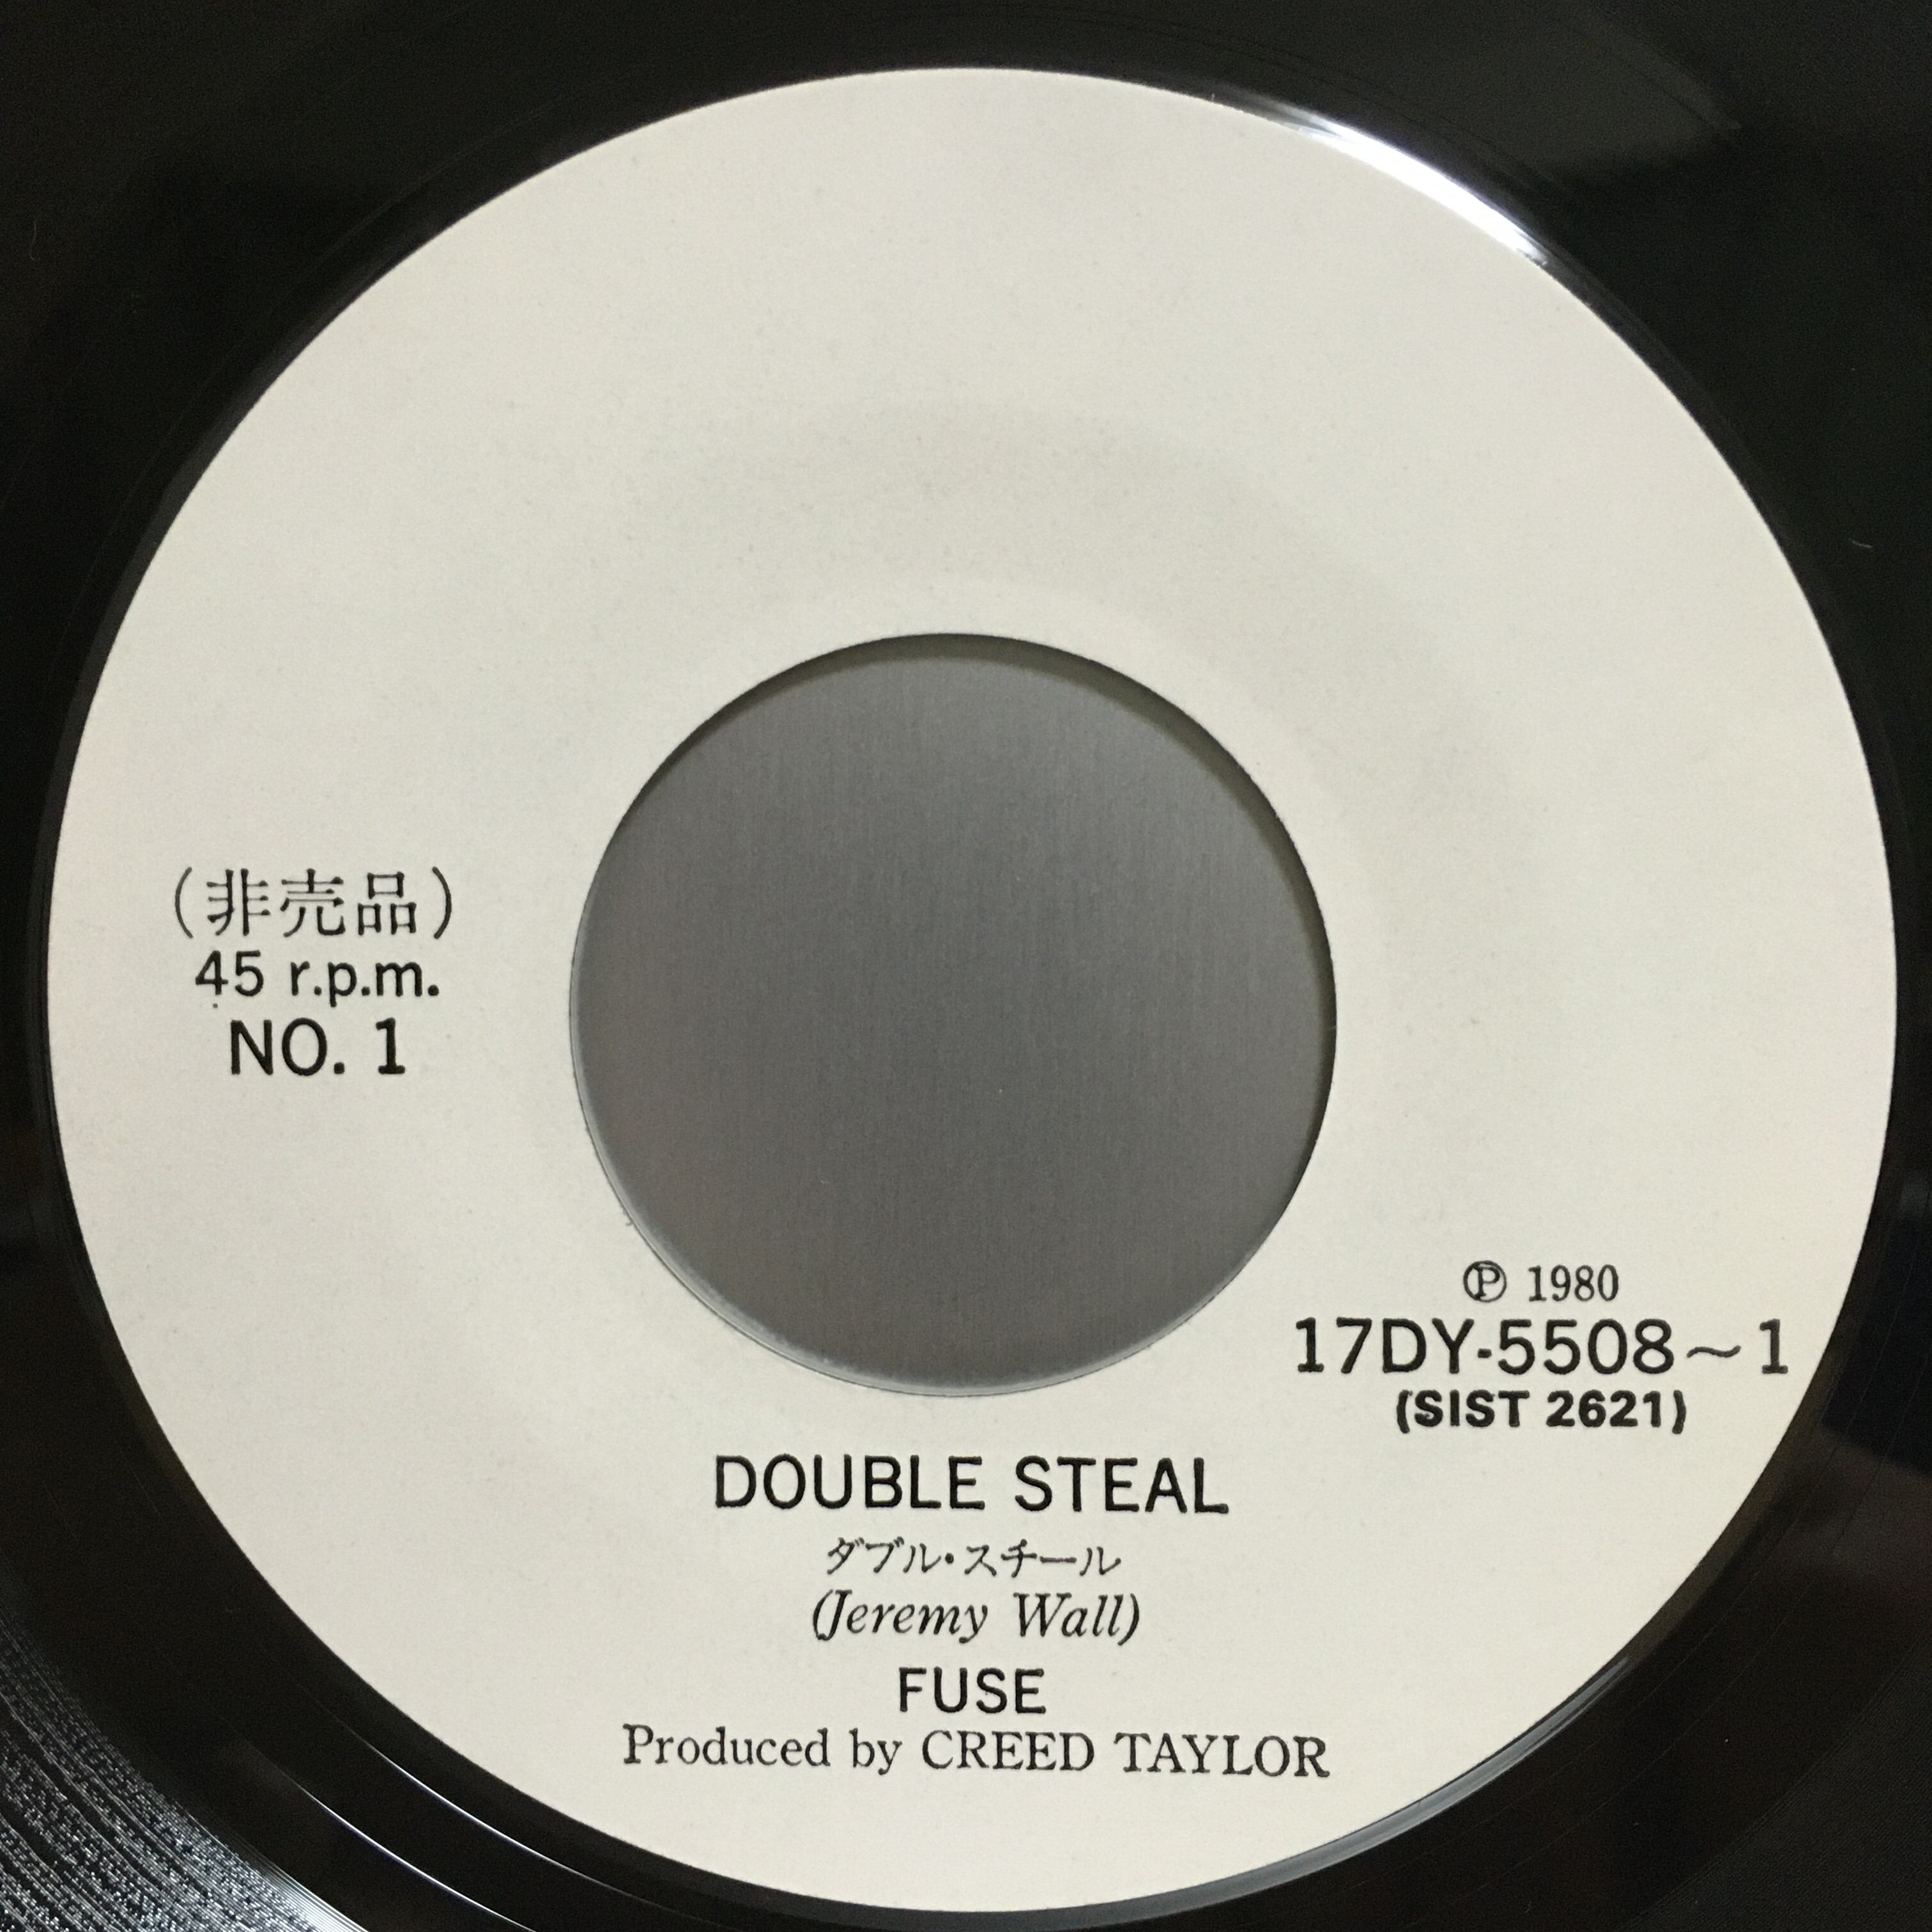 （非売品）
45 r.p.m.
NO. 1
Ⓟ 1980
17DY-5508～1
(SIST 2621)
DOUBLE STEAL
ダブル・スチール
(Jeremy Wall)
FUSE
Produced by CREED TAYLOR